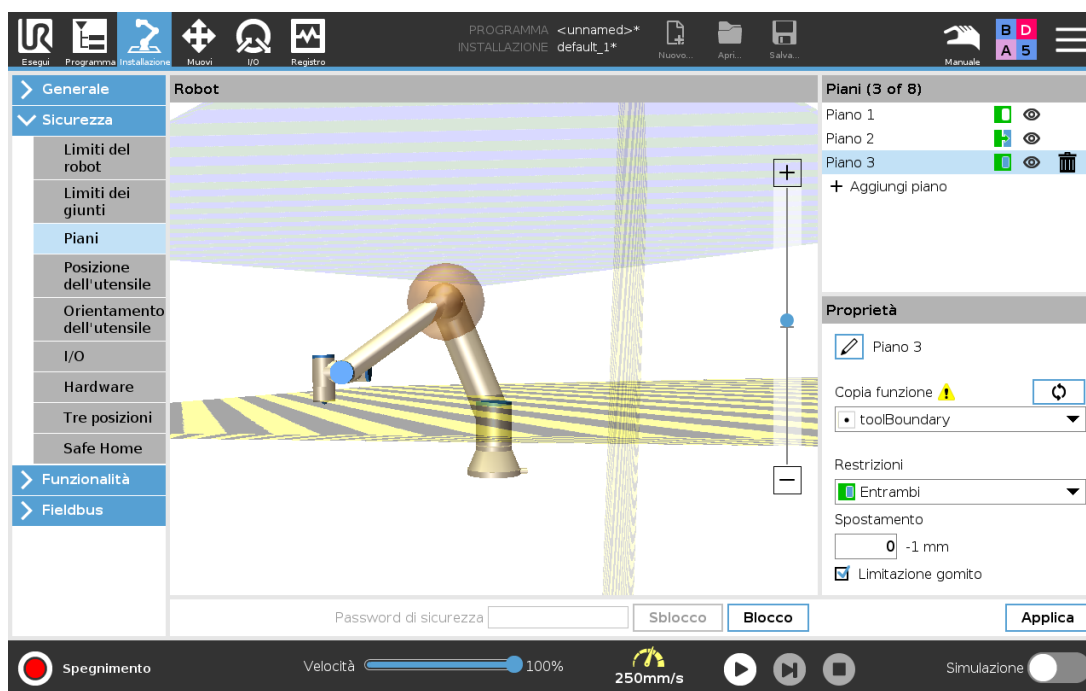 UR
Esegui
Programma
Installazione
Muovi
I/O
Registro
PROGRAMMA <unnamed>*
INSTALLAZIONE default_1*
Nuovo...
Apri...
Salva...
Manuale
B D
A 5
Generale
Sicurezza
Limiti del
robot
Limiti dei
giunti
Piani
Posizione
dell'utensile
Orientamento
dell'utensile
I/O
Hardware
Tre posizioni
Safe Home
Funzionalità
Fieldbus
Robot
Piani (3 of 8)
Piano 1
Piano 2
Piano 3
+ Aggiungi piano
Proprietà
Piano 3
Copia funzione
toolBoundary
Restrizioni
Entrambi
Spostamento
0 -1 mm
Limitazione gomito
Password di sicurezza
Sblocco
Blocco
Applica
Spegnimento
Velocità
100%
250mm/s
Simulazione